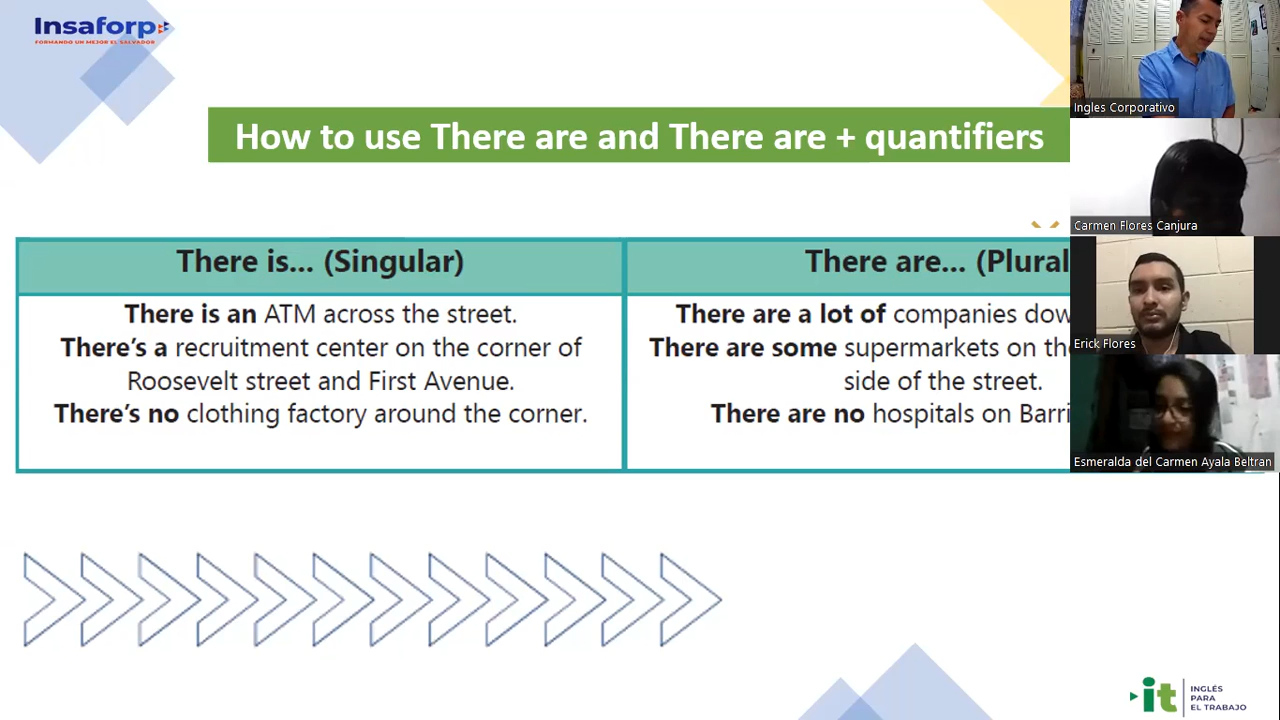 Insaforp
FORMANDO UN MEJOR EL SALVADOR
How to use There are and There are + quantifiers
There is... (Singular)
There is an ATM across the street.
There's a recruitment center on the corner of
Roosevelt street and First Avenue.
There's no clothing factory around the corner.
There are... (Plural
There are a lot of companies
There are some supermarkets on
side of the street.
There are no hospitals on
Ingles Corporativo
Carmen Flores Canjura
Erick Flores
Esmeralda del Carmen Ayala Beltran
it
INGLÉS
PARA
EL TRABAJO